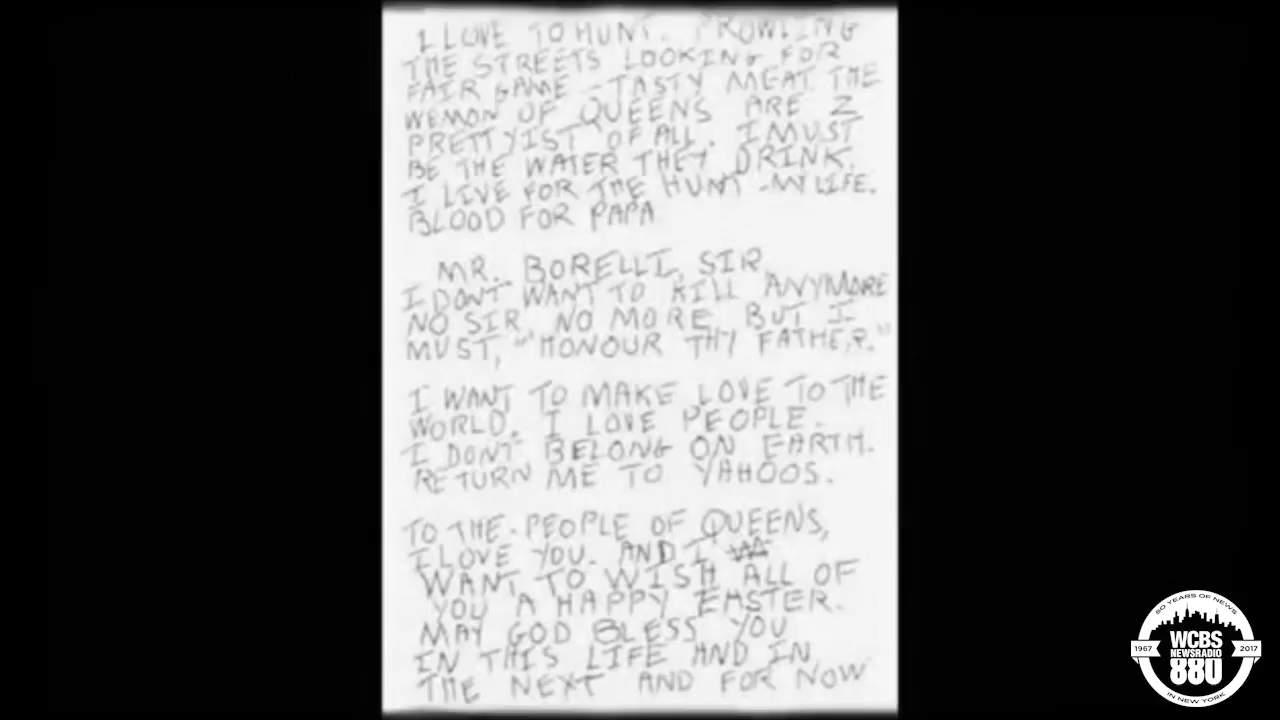 I LOVE TO HUNT. PROWLING
THE STREETS LOOKING FOR
FAIR GAME - TASTY MEAT THE
WEMON OF QUEENS ARE Z
PRETTYIST OF ALL. I MUST
BE THE WATER THEY DRINK.
I LIVE FOR THE HUNT - MY LIFE.
BLOOD FOR PAPA
MR. BORELLI, SIR
I DONT WANT TO KILL ANYMORE
NO SIR, NO MORE BUT I
MUST, "HONOUR THY FATHER."
I WANT TO MAKE LOVE TO THE
WORLD. I LOVE PEOPLE.
I DONT BELONG ON EARTH.
RETURN ME TO YAHOOS.
TO THE PEOPLE OF QUEENS,
I LOVE YOU. AND I
WANT TO WISH ALL OF
YOU A HAPPY EASTER.
MAY GOD BLESS YOU
IN THIS LIFE AND IN
THE NEXT AND FOR NOW
50 YEARS OF NEWS
WCBS
NEWSRADIO
1967 2017
880
IN NEW YORK